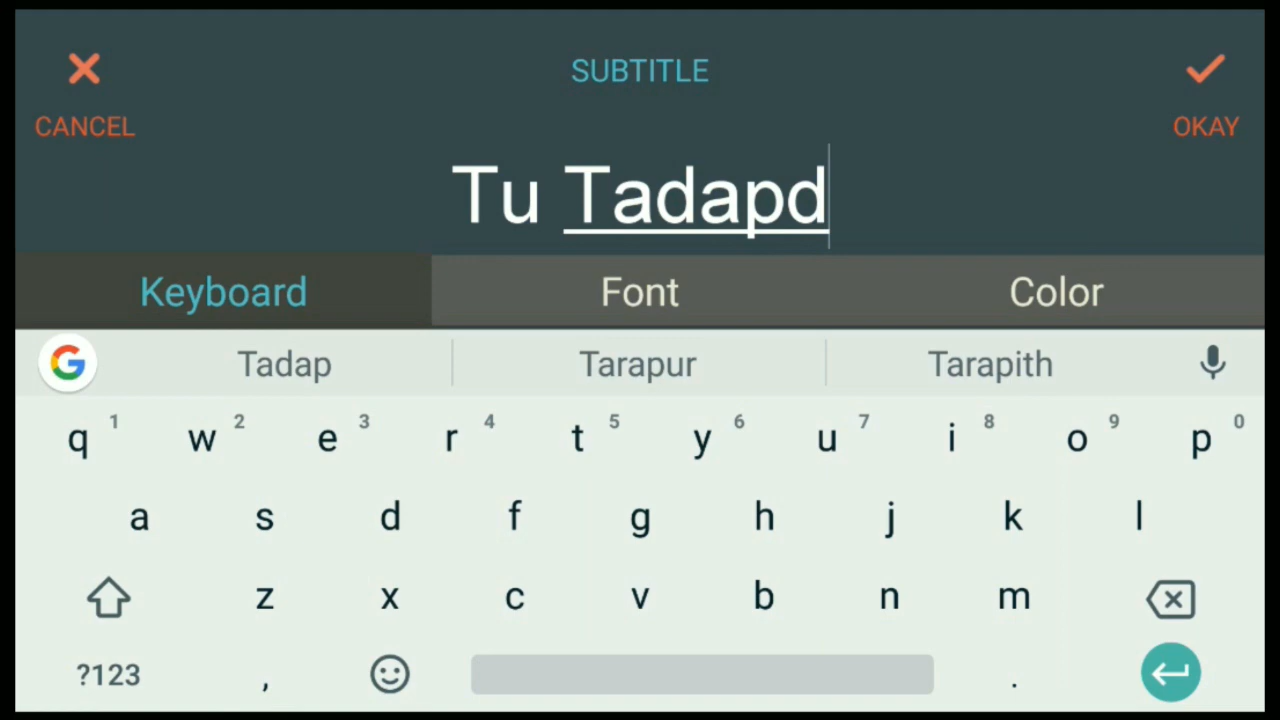 SUBTITLE
CANCEL
OKAY
Tu Tadapd
Keyboard Font Color
G Tadap Tarapur Tarapith
q 1 w 2 e 3 r 4 t 5 y 6 u 7 i 8 o 9 p 0
a s d f g h j k l
z x c v b n m
?123 , .